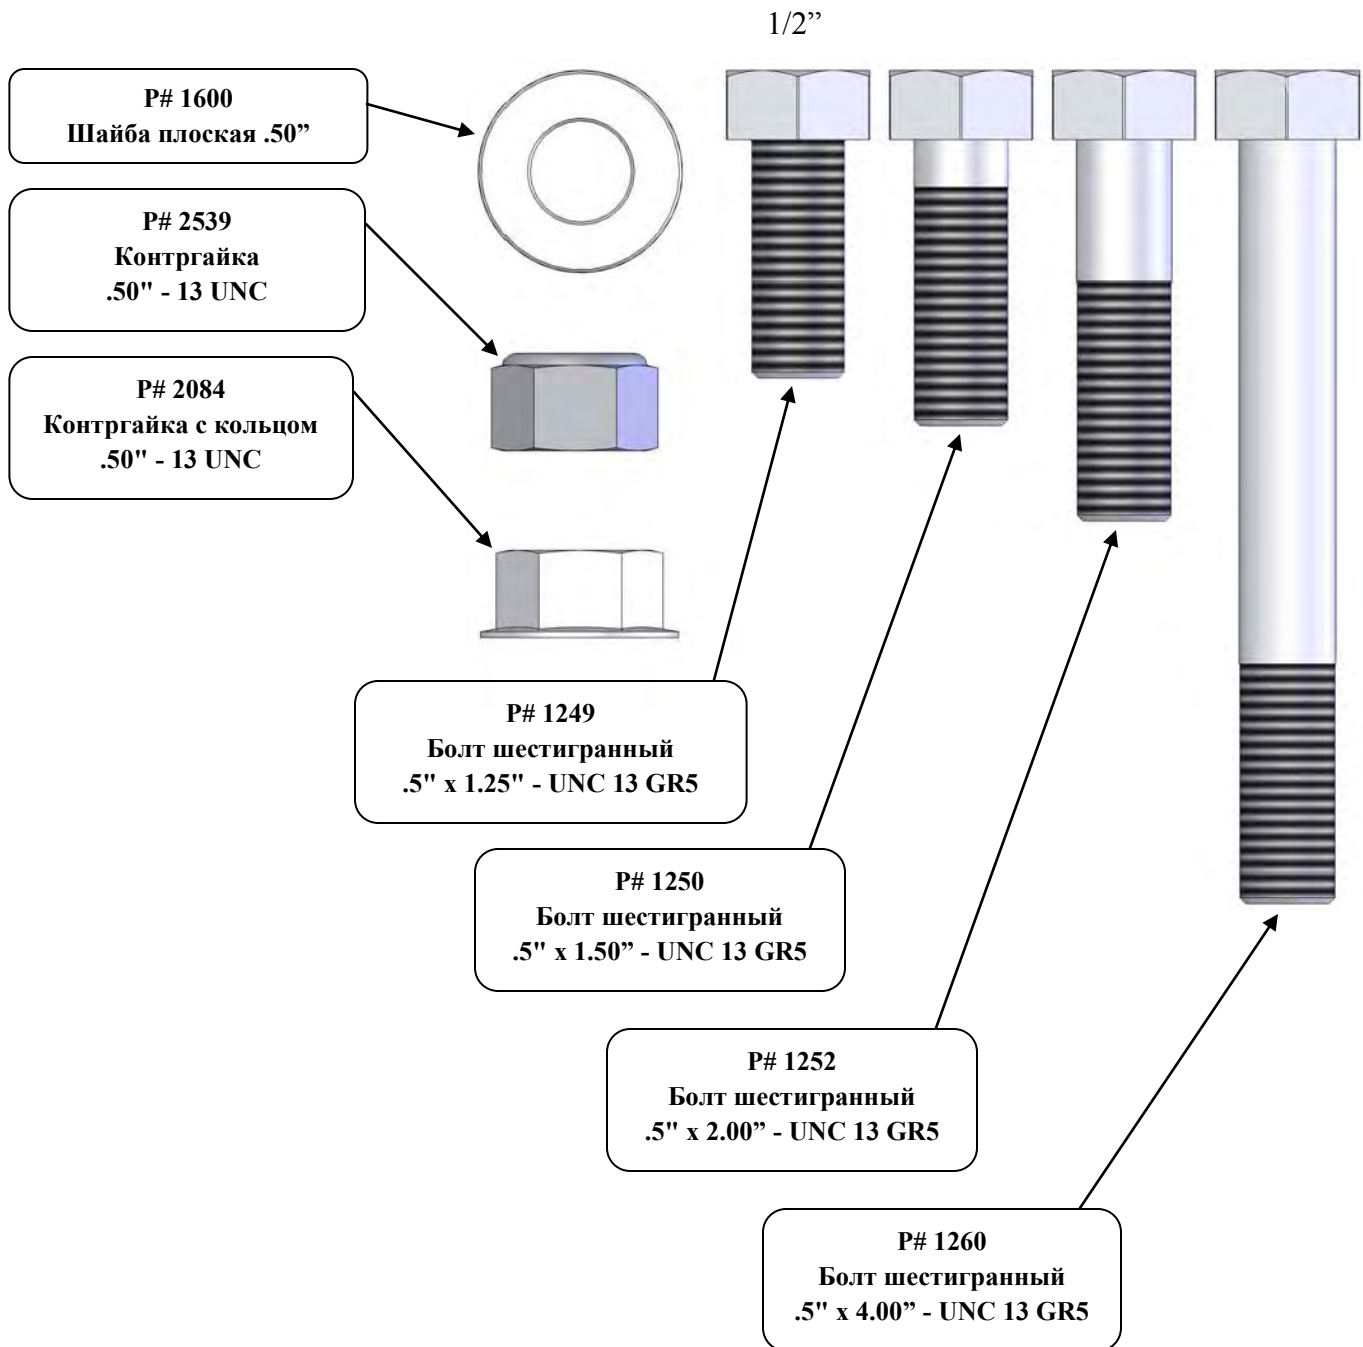 1/2”
P# 1600
Шайба плоская .50”
P# 2539
Контргайка
.50" - 13 UNC
P# 2084
Контргайка с кольцом
.50" - 13 UNC
P# 1249
Болт шестигранный
.5" x 1.25" - UNC 13 GR5
P# 1250
Болт шестигранный
.5" x 1.50” - UNC 13 GR5
P# 1252
Болт шестигранный
.5" x 2.00” - UNC 13 GR5
P# 1260
Болт шестигранный
.5" x 4.00” - UNC 13 GR5